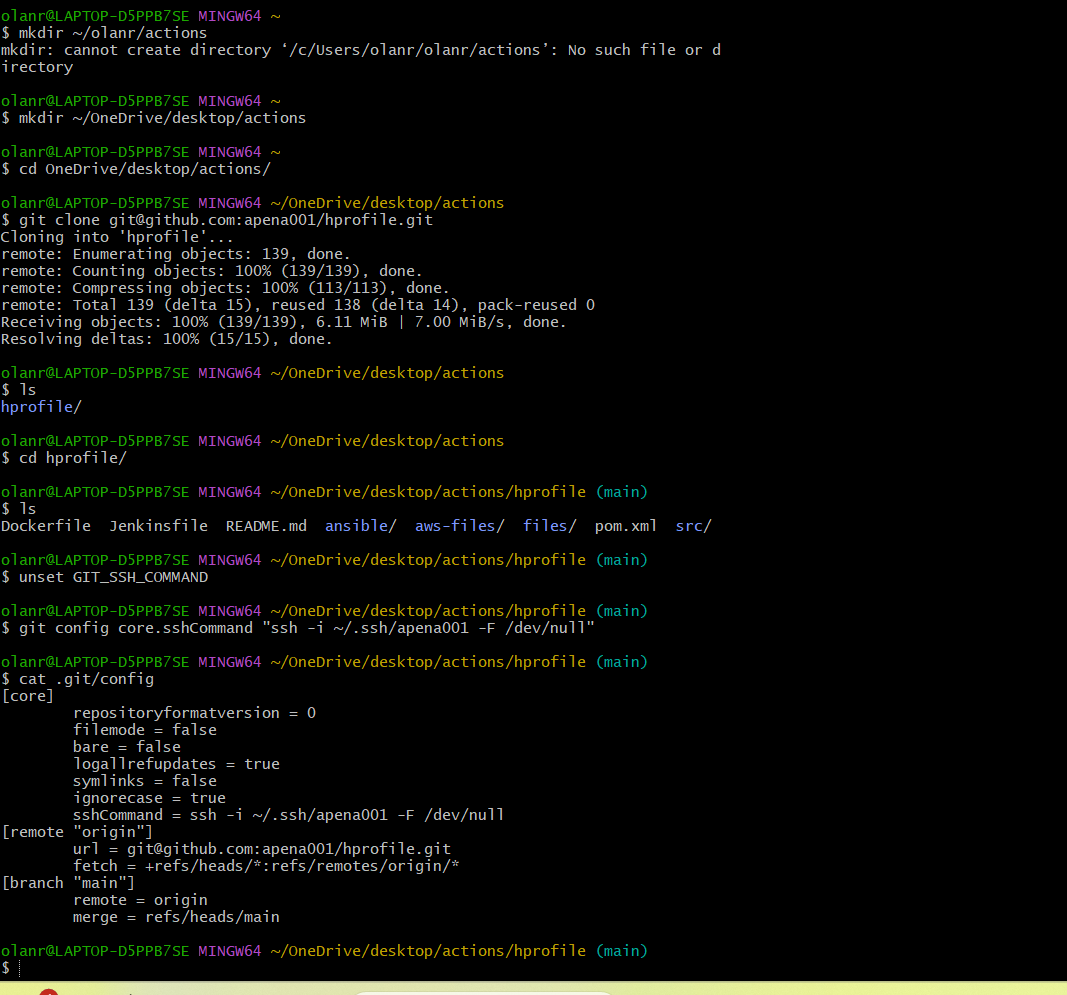 olanr@LAPTOP-D5PPB7SE MINGW64 ~
$ mkdir ~/olanr/actions
mkdir: cannot create directory ‘/c/Users/olanr/olanr/actions’: No such file or d
irectory
olanr@LAPTOP-D5PPB7SE MINGW64 ~
$ mkdir ~/OneDrive/desktop/actions
olanr@LAPTOP-D5PPB7SE MINGW64 ~
$ cd OneDrive/desktop/actions/
olanr@LAPTOP-D5PPB7SE MINGW64 ~/OneDrive/desktop/actions
$ git clone git@github.com:apena001/hprofile.git
Cloning into 'hprofile'...
remote: Enumerating objects: 139, done.
remote: Counting objects: 100% (139/139), done.
remote: Compressing objects: 100% (113/113), done.
remote: Total 139 (delta 15), reused 138 (delta 14), pack-reused 0
Receiving objects: 100% (139/139), 6.11 MiB | 7.00 MiB/s, done.
Resolving deltas: 100% (15/15), done.
olanr@LAPTOP-D5PPB7SE MINGW64 ~/OneDrive/desktop/actions
$ ls
hprofile/
olanr@LAPTOP-D5PPB7SE MINGW64 ~/OneDrive/desktop/actions
$ cd hprofile/
olanr@LAPTOP-D5PPB7SE MINGW64 ~/OneDrive/desktop/actions/hprofile (main)
$ ls
Dockerfile  Jenkinsfile  README.md  ansible/  aws-files/  files/  pom.xml  src/
olanr@LAPTOP-D5PPB7SE MINGW64 ~/OneDrive/desktop/actions/hprofile (main)
$ unset GIT_SSH_COMMAND
olanr@LAPTOP-D5PPB7SE MINGW64 ~/OneDrive/desktop/actions/hprofile (main)
$ git config core.sshCommand "ssh -i ~/.ssh/apena001 -F /dev/null"
olanr@LAPTOP-D5PPB7SE MINGW64 ~/OneDrive/desktop/actions/hprofile (main)
$ cat .git/config
[core]
        repositoryformatversion = 0
        filemode = false
        bare = false
        logallrefupdates = true
        symlinks = false
        ignorecase = true
        sshCommand = ssh -i ~/.ssh/apena001 -F /dev/null
[remote "origin"]
        url = git@github.com:apena001/hprofile.git
        fetch = +refs/heads/*:refs/remotes/origin/*
[branch "main"]
        remote = origin
        merge = refs/heads/main
olanr@LAPTOP-D5PPB7SE MINGW64 ~/OneDrive/desktop/actions/hprofile (main)
$